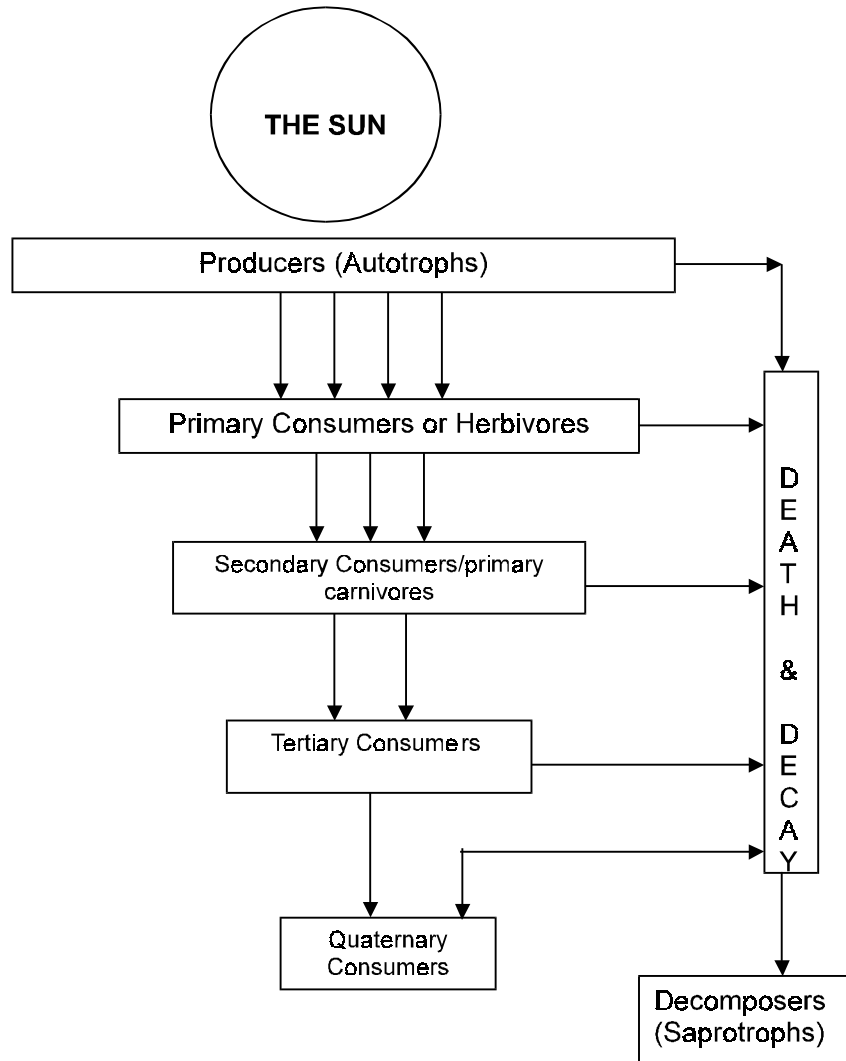 THE SUN
Producers (Autotrophs)
Primary Consumers or Herbivores
Secondary Consumers/primary
carnivores
Tertiary Consumers
Quaternary
Consumers
D
E
A
T
H
&
D
E
C
A
Y
Decomposers
(Saprotrophs)